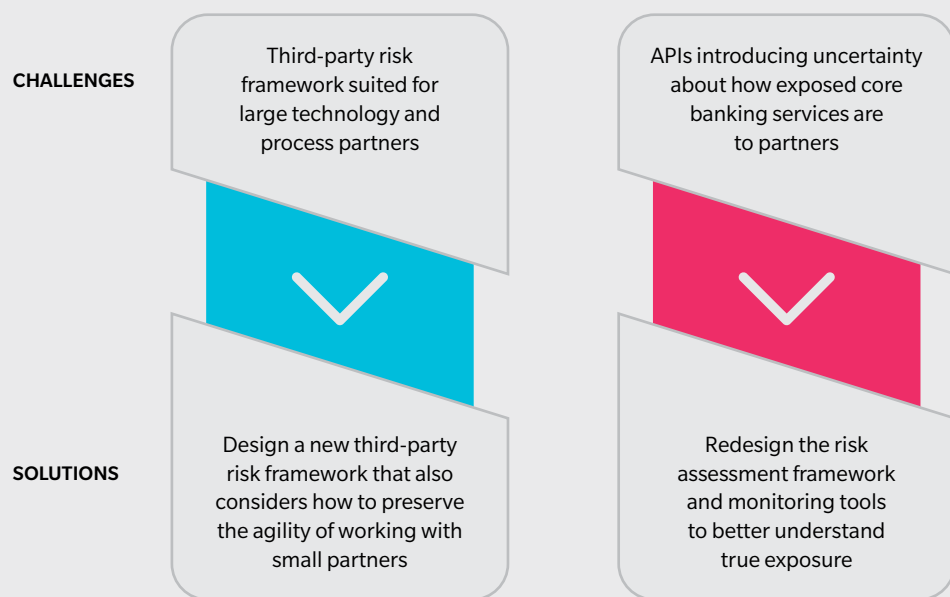 CHALLENGES
Third-party risk
framework suited for
large technology and
process partners
APIs introducing uncertainty
about how exposed core
banking services are
to partners
SOLUTIONS
Design a new third-party
risk framework that also
considers how to preserve
the agility of working with
small partners
Redesign the risk
assessment framework
and monitoring tools
to better understand
true exposure